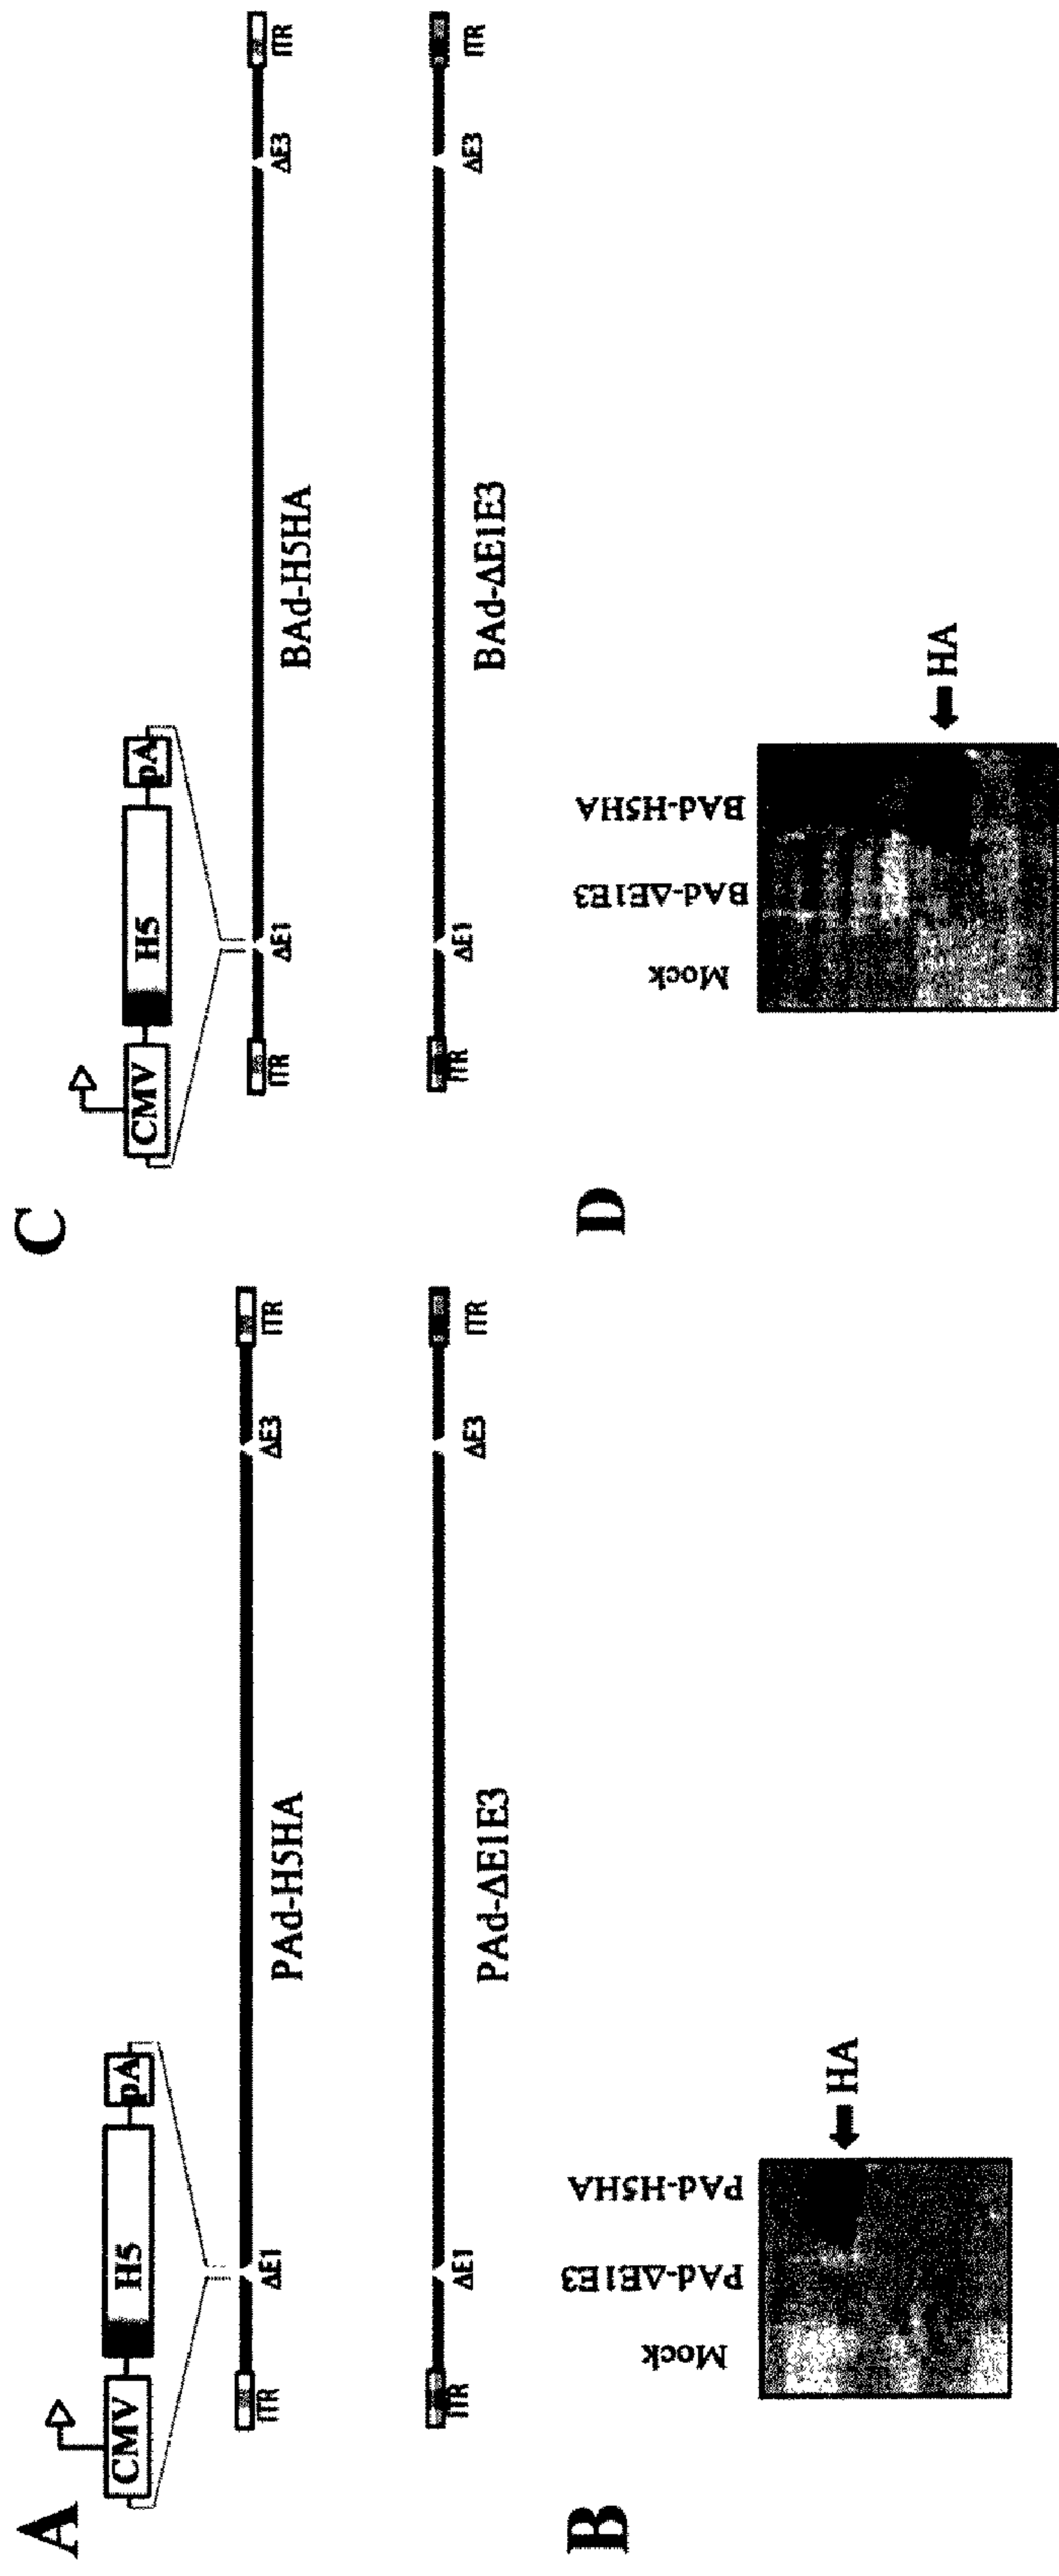 A
CMV H5 pA
ITR ΔE1 ΔE3 ITR
PAd-H5HA
ITR ΔE1 ΔE3 ITR
PAd-ΔE1E3
B
Mock
PAd-ΔE1E3
PAd-H5HA
HA
C
CMV H5 pA
ITR ΔE1 ΔE3 ITR
BAd-H5HA
ITR ΔE1 ΔE3 ITR
BAd-ΔE1E3
D
Mock
BAd-ΔE1E3
BAd-H5HA
HA